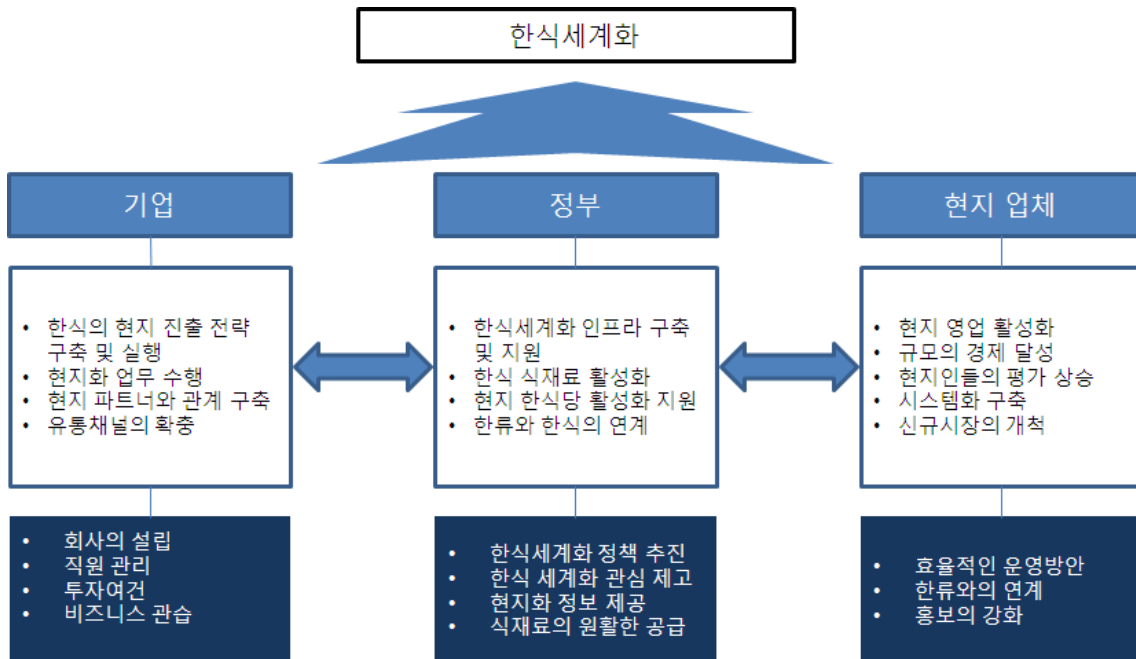 한식세계화
기업
정부
현지 업체
• 한식의 현지 진출 전략
구축 및 실행
• 현지화 업무 수행
• 현지 파트너와 관계 구축
• 유통채널의 확충
• 한식세계화 인프라 구축
및 지원
• 한식 식재료 활성화
• 현지 한식당 활성화 지원
• 한류와 한식의 연계
• 현지 영업 활성화
• 규모의 경제 달성
• 현지인들의 평가 상승
• 시스템화 구축
• 신규시장의 개척
• 회사의 설립
• 직원 관리
• 투자여건
• 비즈니스 관습
• 한식세계화 정책 추진
• 한식 세계화 관심 제고
• 현지화 정보 제공
• 식재료의 원활한 공급
• 효율적인 운영방안
• 한류와의 연계
• 홍보의 강화